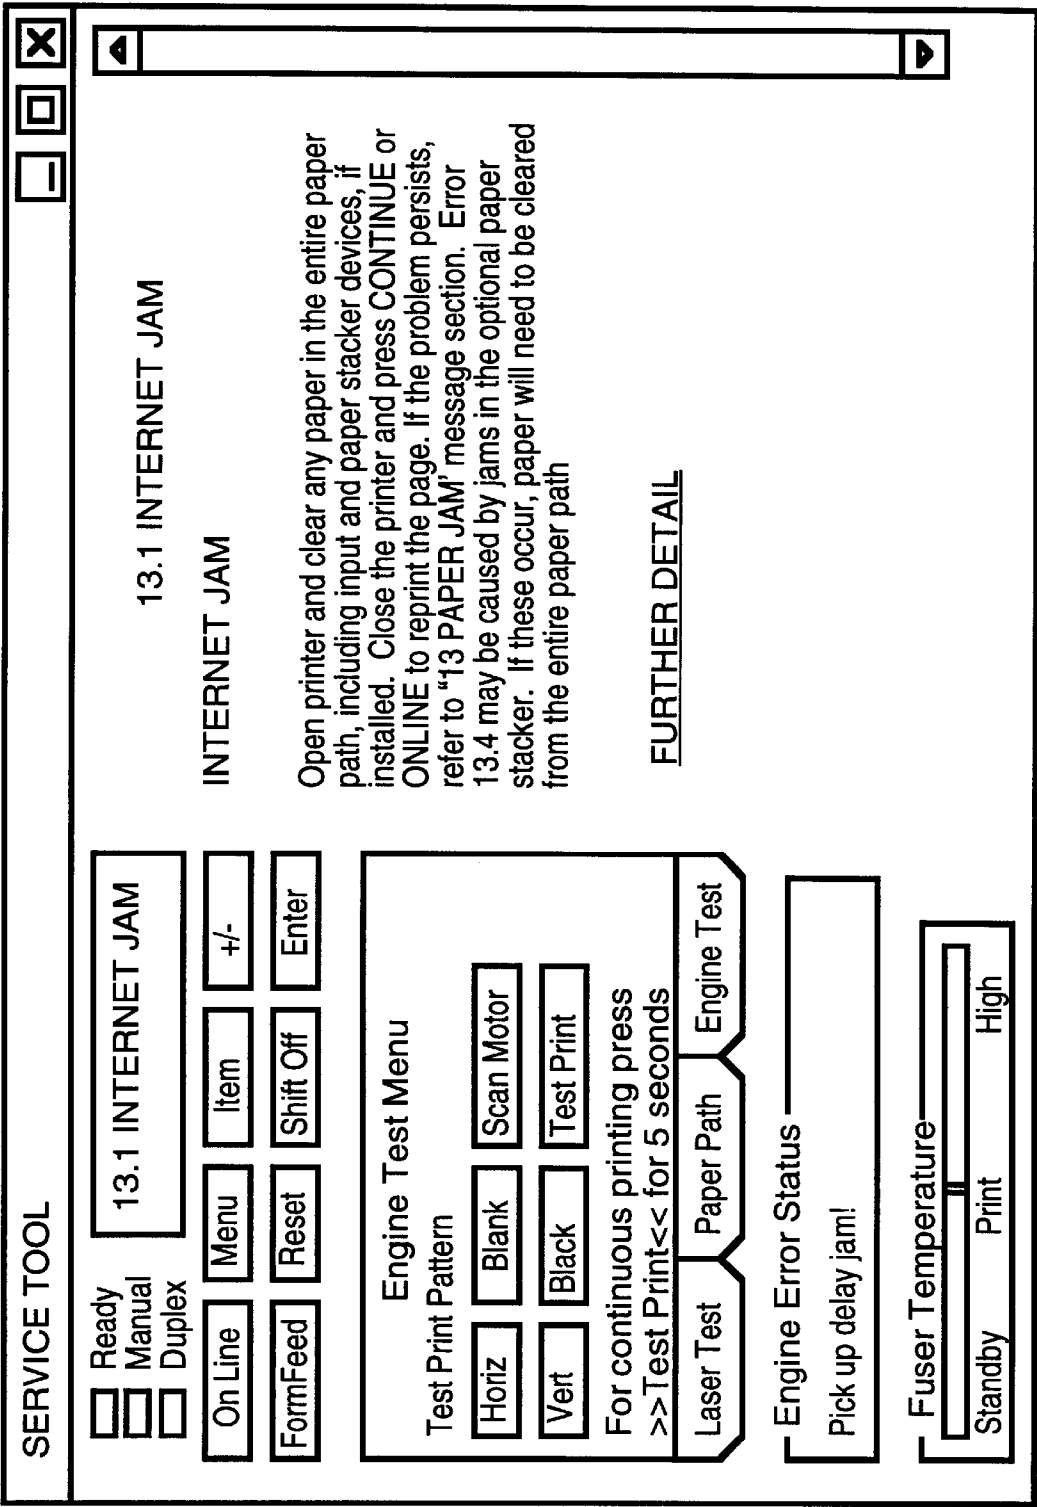 SERVICE TOOL
Ready
Manual
Duplex
13.1 INTERNET JAM
On Line
Menu
Item
+/-
FormFeed
Reset
Shift Off
Enter
Engine Test Menu
Test Print Pattern
Horiz
Blank
Scan Motor
Vert
Black
Test Print
For continuous printing press
>>Test Print<< for 5 seconds
Laser Test
Paper Path
Engine Test
Engine Error Status
Pick up delay jam!
Fuser Temperature
Standby
Print
High
13.1 INTERNET JAM
INTERNET JAM
Open printer and clear any paper in the entire paper
path, including input and paper stacker devices, if
installed. Close the printer and press CONTINUE or
ONLINE to reprint the page. If the problem persists,
refer to "13 PAPER JAM' message section. Error
13.4 may be caused by jams in the optional paper
stacker. If these occur, paper will need to be cleared
from the entire paper path
FURTHER DETAIL